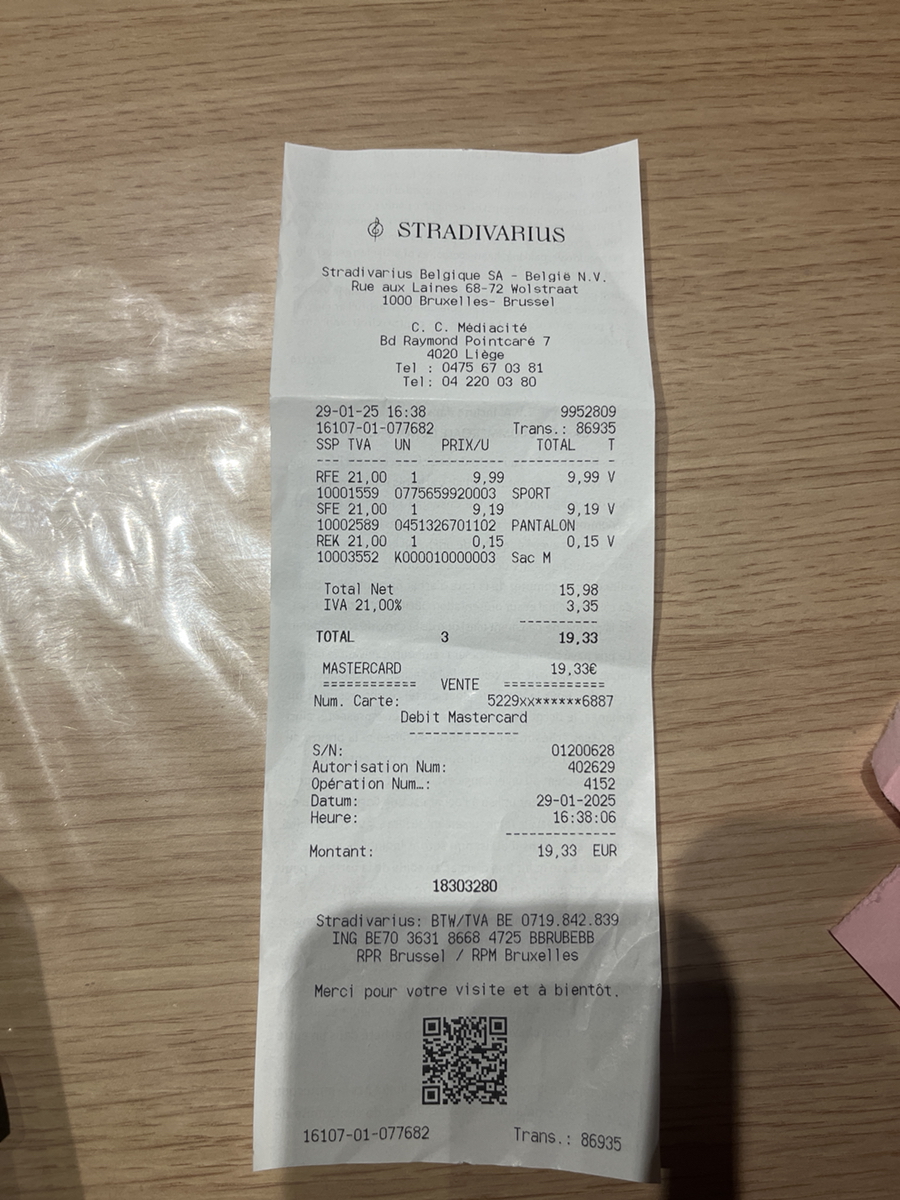 STRADIVARIUS
Stradivarius Belgique SA - België N.V.
Rue aux Laines 68-72 Wolstraat
1000 Bruxelles- Brussel
C. C. Médiacité
Bd Raymond Pointcaré 7
4020 Liège
Tel : 0475 67 03 81
Tel: 04 220 03 80
29-01-25 16:38 9952809
16107-01-077682 Trans.: 86935
SSP TVA UN PRIX/U TOTAL T
--- ----- --- ---------- ----------- -
RFE 21,00 1 9,99 9,99 V
10001559 0775659920003 SPORT
SFE 21,00 1 9,19 9,19 V
10002589 0451326701102 PANTALON
REK 21,00 1 0,15 0,15 V
10003552 K000010000003 Sac M
Total Net 15,98
IVA 21,00% 3,35
----------
TOTAL 3 19,33
MASTERCARD 19,33€
============ VENTE =============
Num. Carte: 5229xx******6887
Debit Mastercard
--------------
S/N: 01200628
Autorisation Num: 402629
Opération Num…: 4152
Datum: 29-01-2025
Heure: 16:38:06
--------------
Montant: 19,33 EUR
18303280
Stradivarius: BTW/TVA BE 0719.842.839
ING BE70 3631 8668 4725 BBRUBEBB
RPR Brussel / RPM Bruxelles
Merci pour votre visite et à bientôt.
16107-01-077682 Trans.: 86935